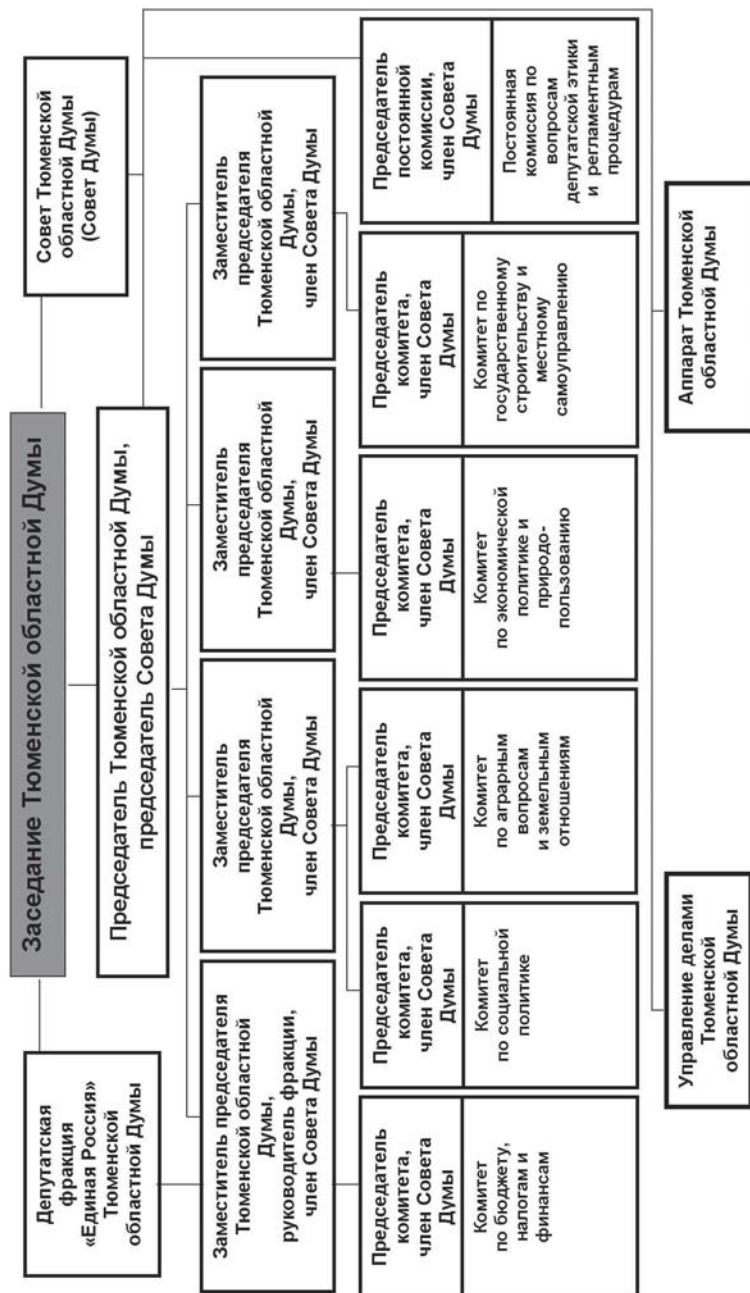 Заседание Тюменской областной Думы
Депутатская
фракция
«Единая Россия»
Тюменской
областной Думы
Председатель Тюменской областной Думы,
председатель Совета Думы
Совет Тюменской
областной Думы
(Совет Думы)
Заместитель председателя
Тюменской областной
Думы,
руководитель фракции,
член Совета Думы
Заместитель
председателя
Тюменской областной
Думы,
член Совета Думы
Заместитель
председателя
Тюменской областной
Думы,
член Совета Думы
Заместитель
председателя
Тюменской областной
Думы,
член Совета Думы
Председатель
комитета,
член Совета
Думы
Комитет
по бюджету,
налогам и
финансам
Председатель
комитета,
член Совета
Думы
Комитет
по социальной
политике
Председатель
комитета,
член Совета
Думы
Комитет
по аграрным
вопросам
и земельным
отношениям
Председатель
комитета,
член Совета
Думы
Комитет
по экономической
политике и
природо-
пользованию
Председатель
комитета,
член Совета
Думы
Комитет по
государственному
строительству и
местному
самоуправлению
Председатель
постоянной
комиссии,
член Совета
Думы
Постоянная
комиссия по
вопросам
депутатской этики
и регламентным
процедурам
Управление делами
Тюменской
областной Думы
Аппарат Тюменской
областной Думы